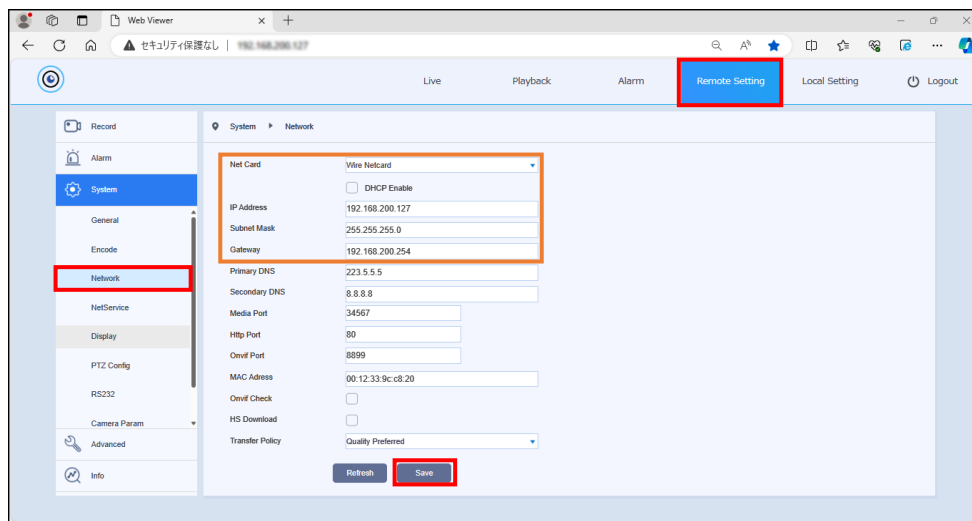 Web Viewer
セキュリティ保護なし | 192.168.200.127
Live Playback Alarm Remote Setting Local Setting Logout
Record
Alarm
System
General
Encode
Network
NetService
Display
PTZ Config
RS232
Camera Param
Advanced
Info
System Network
Net Card Wire Netcard
DHCP Enable
IP Address 192.168.200.127
Subnet Mask 255.255.255.0
Gateway 192.168.200.254
Primary DNS 223.5.5.5
Secondary DNS 8.8.8.8
Media Port 34567
Http Port 80
Onvif Port 8899
MAC Adress 00:12:33:9c:c8:20
Onvif Check
HS Download
Transfer Policy Quality Preferred
Refresh Save